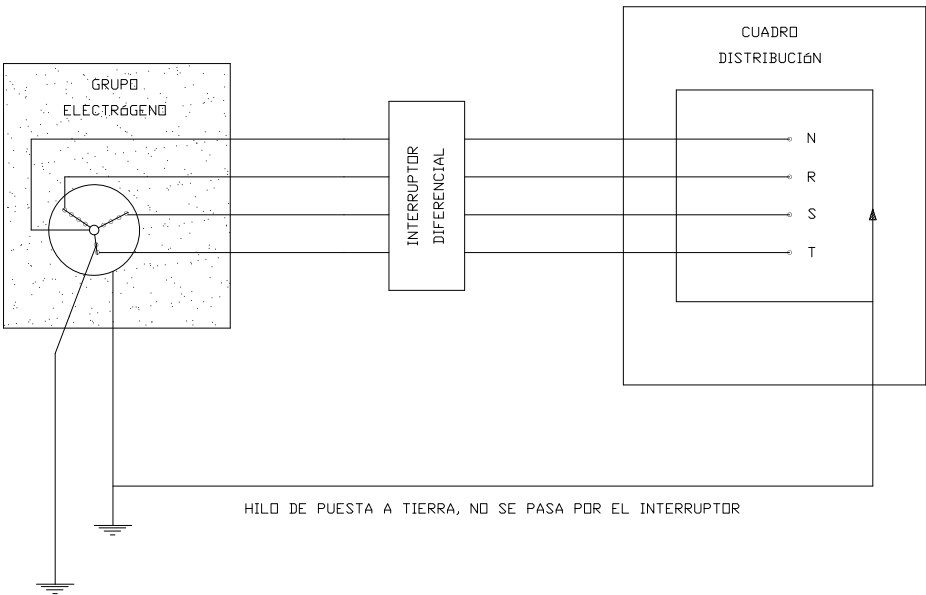 CUADRO
DISTRIBUCIóN
GRUPO
ELECTRóGENO
INTERRUPTOR
DIFERENCIAL
N
R
S
T
HILO DE PUESTA A TIERRA, NO SE PASA POR EL INTERRUPTOR